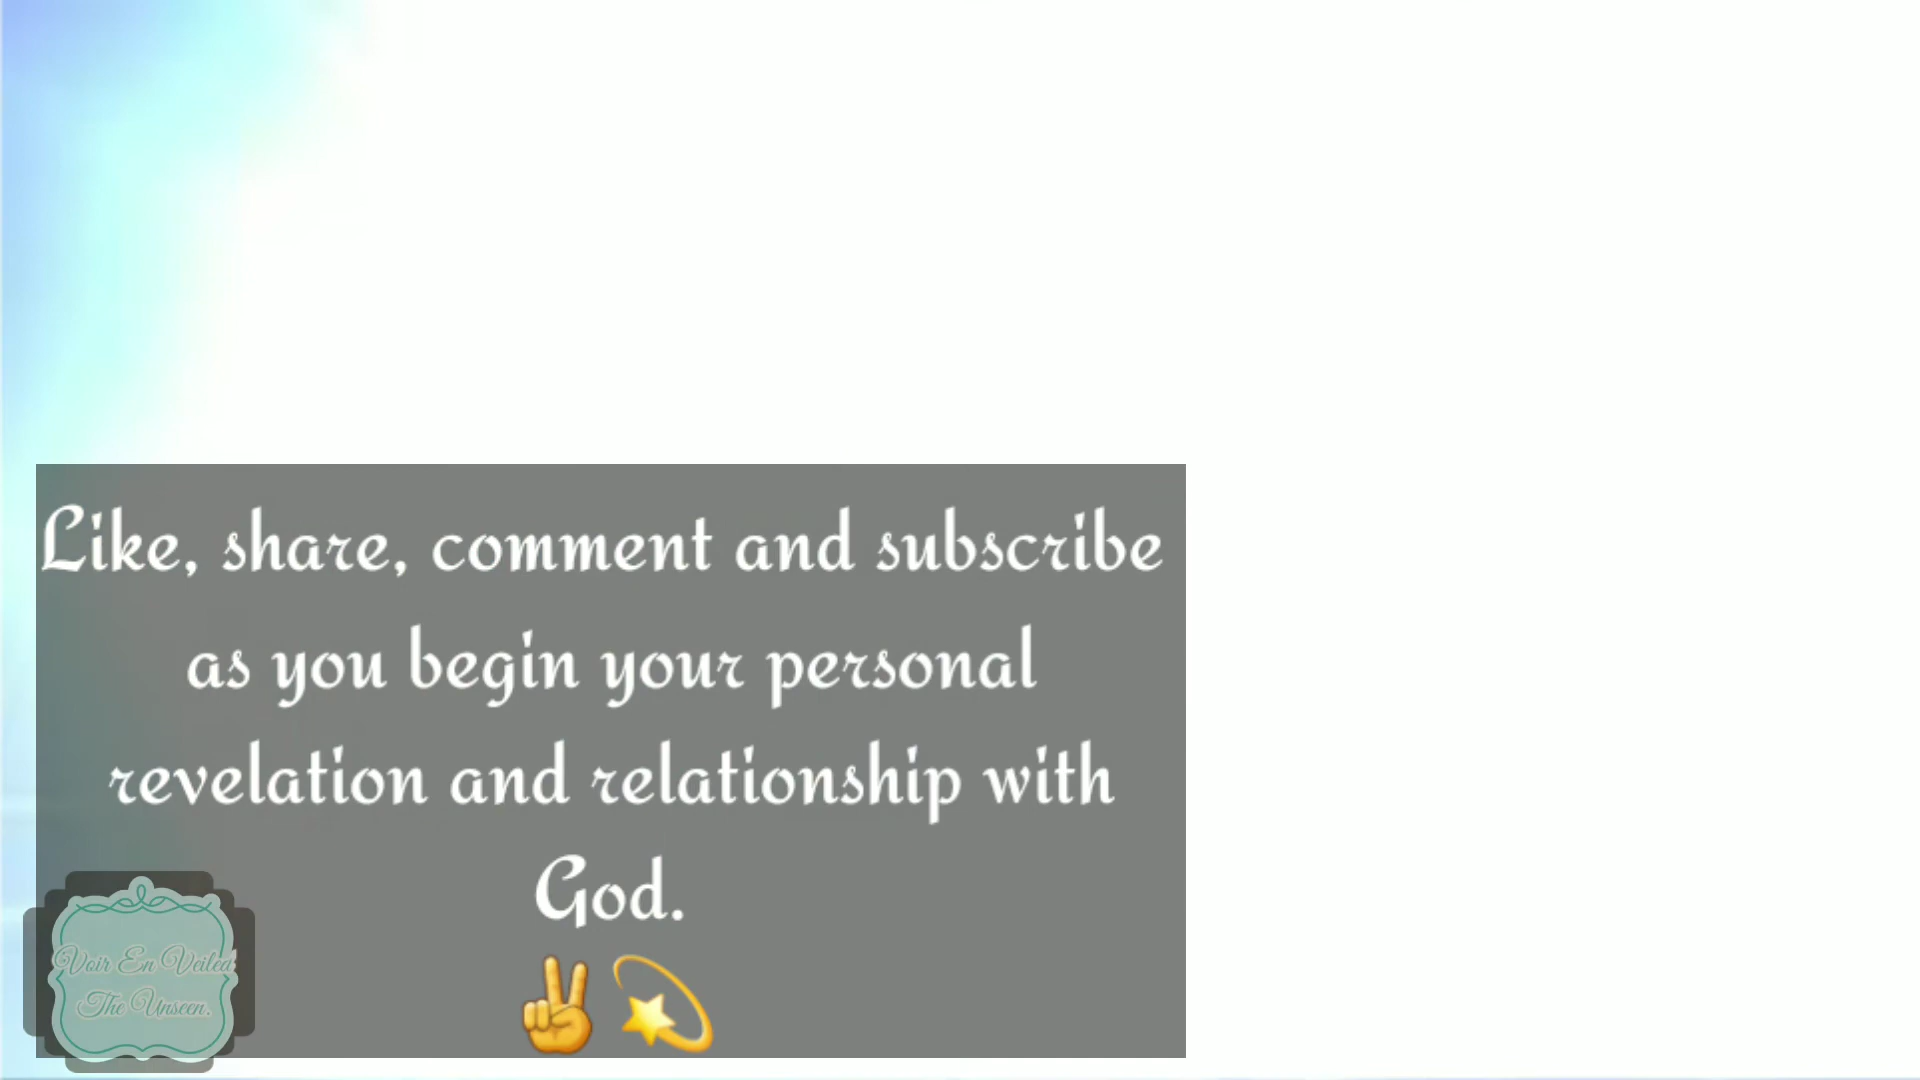 Like, share, comment and subscribe
as you begin your personal
revelation and relationship with
God.
✌️💫
Voir En Veiled
The Unseen.